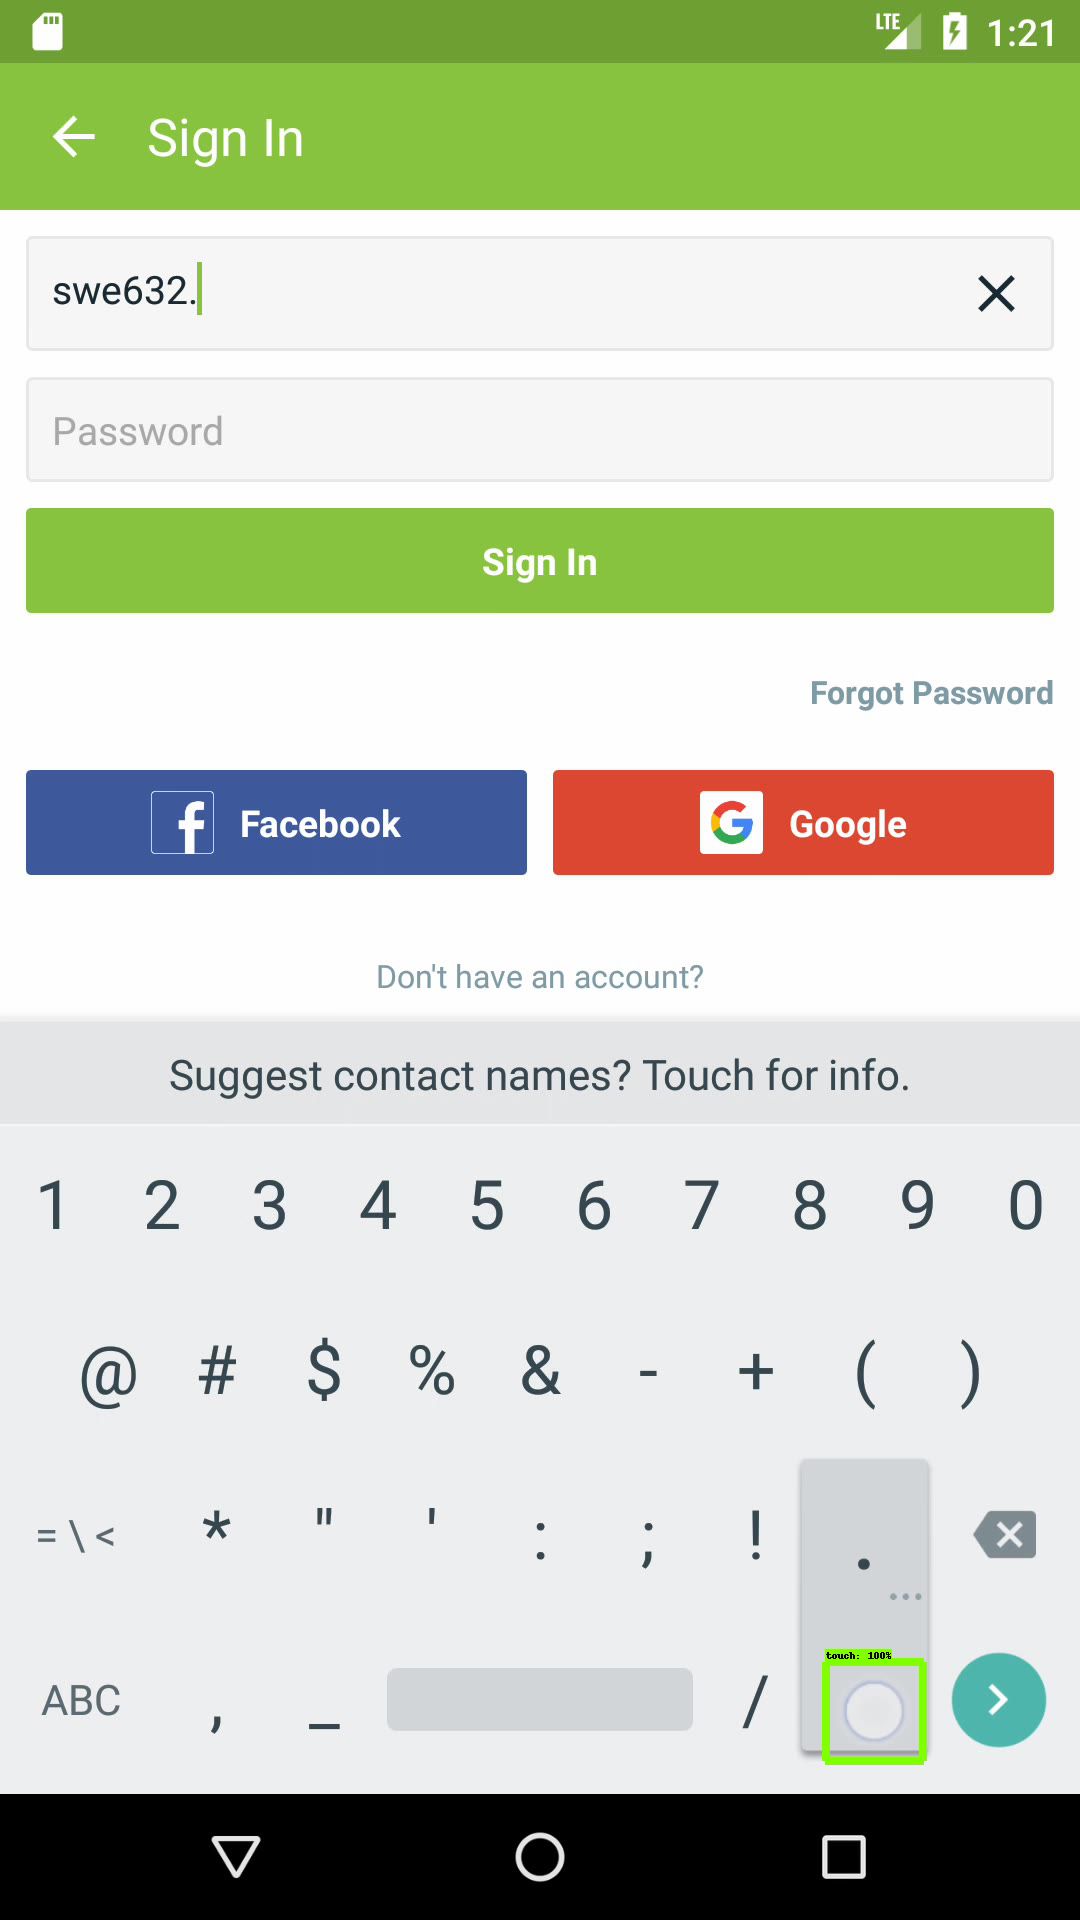 LTE 1:21
Sign In
swe632.
Password
Sign In
Forgot Password
Facebook Google
Don't have an account?
Suggest contact names? Touch for info.
1 2 3 4 5 6 7 8 9 0
@ # $ % & - + ( )
= \ < * " ' : ; ! .
...
touch: 100%
ABC , _ /